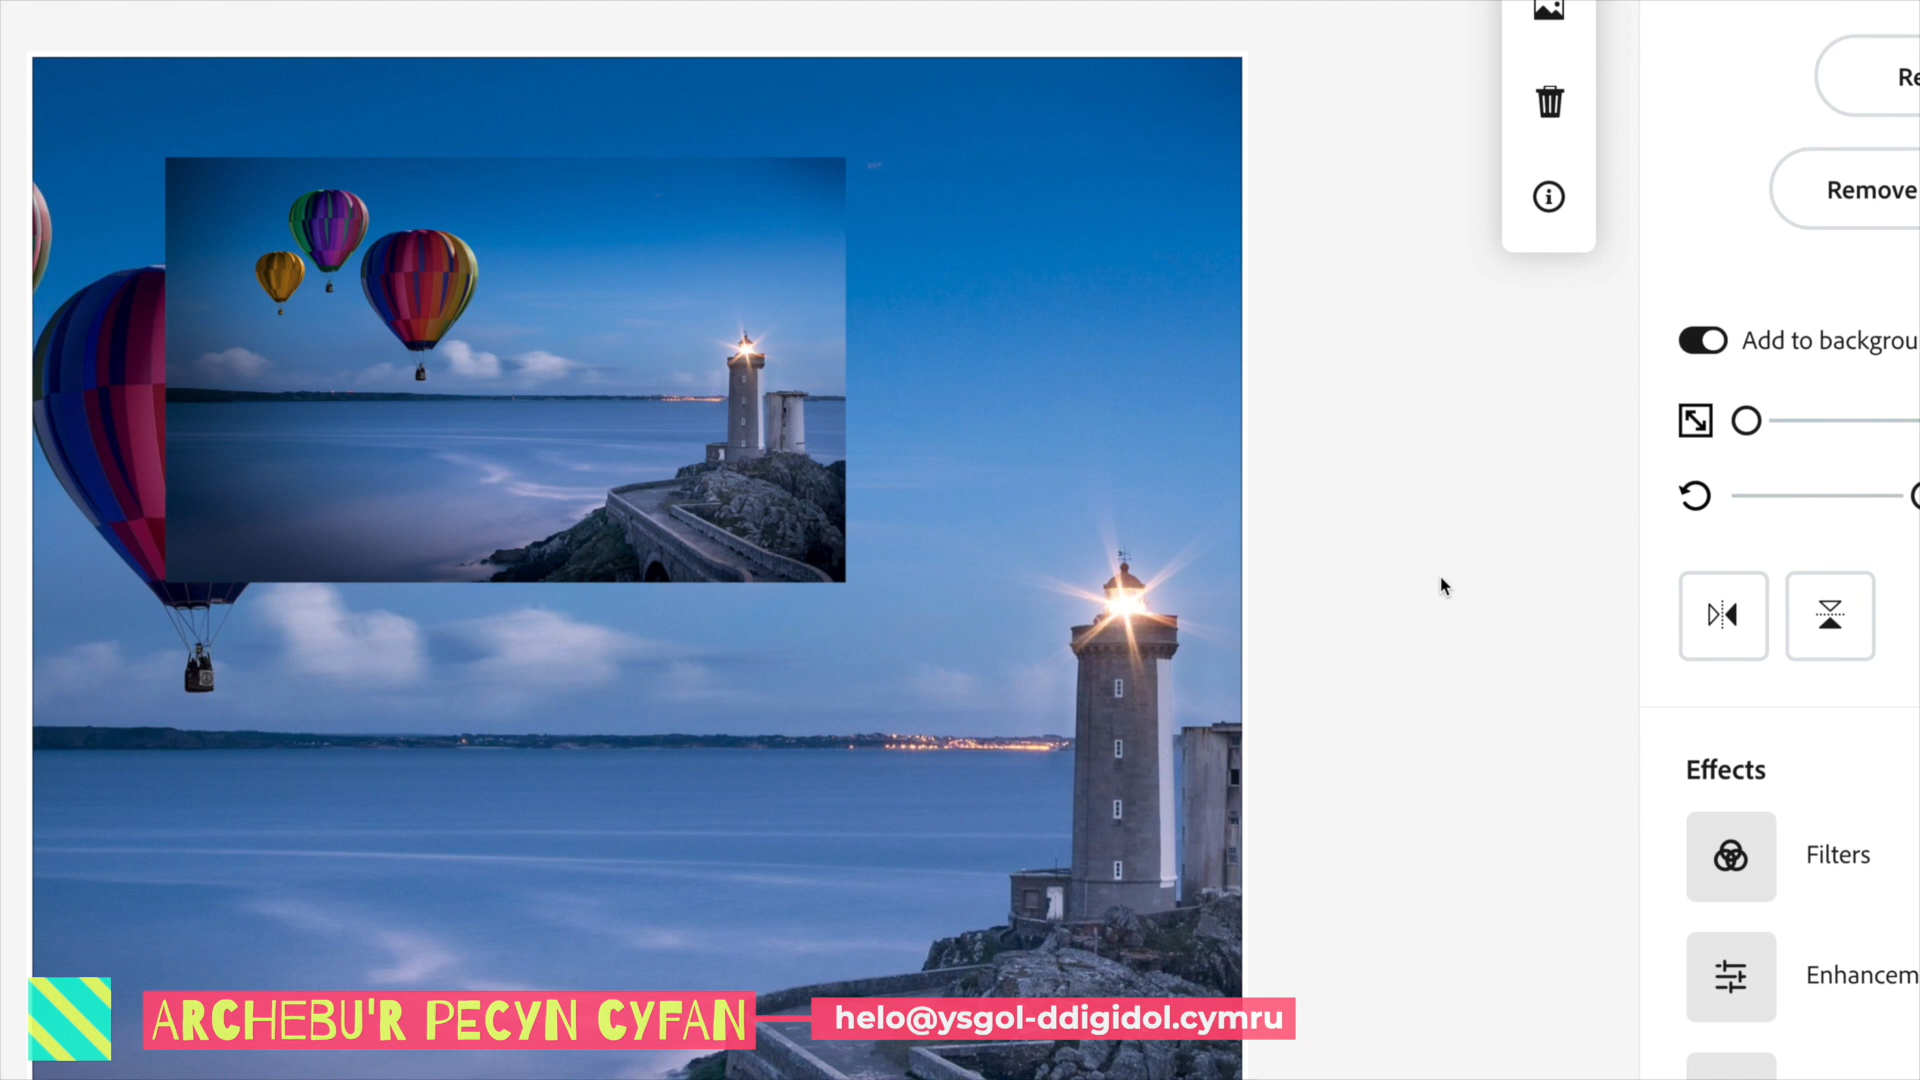 Re
Remove
Add to backgrou
Effects
Filters
Enhancem
ARCHEBU'R PECYN CYFAN
helo@ysgol-ddigidol.cymru